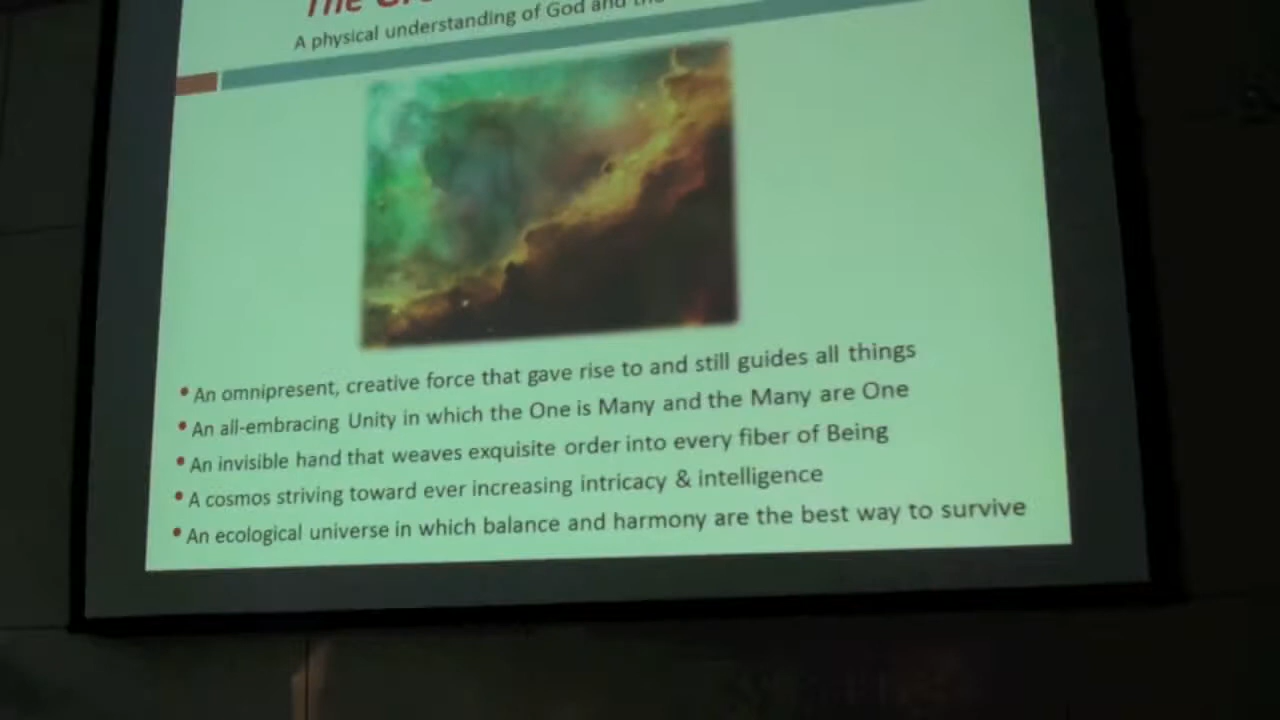 The
A physical understanding of God and the
• An omnipresent, creative force that gave rise to and still guides all things
• An all-embracing Unity in which the One is Many and the Many are One
• An invisible hand that weaves exquisite order into every fiber of Being
• A cosmos striving toward ever increasing intricacy & intelligence
• An ecological universe in which balance and harmony are the best way to survive